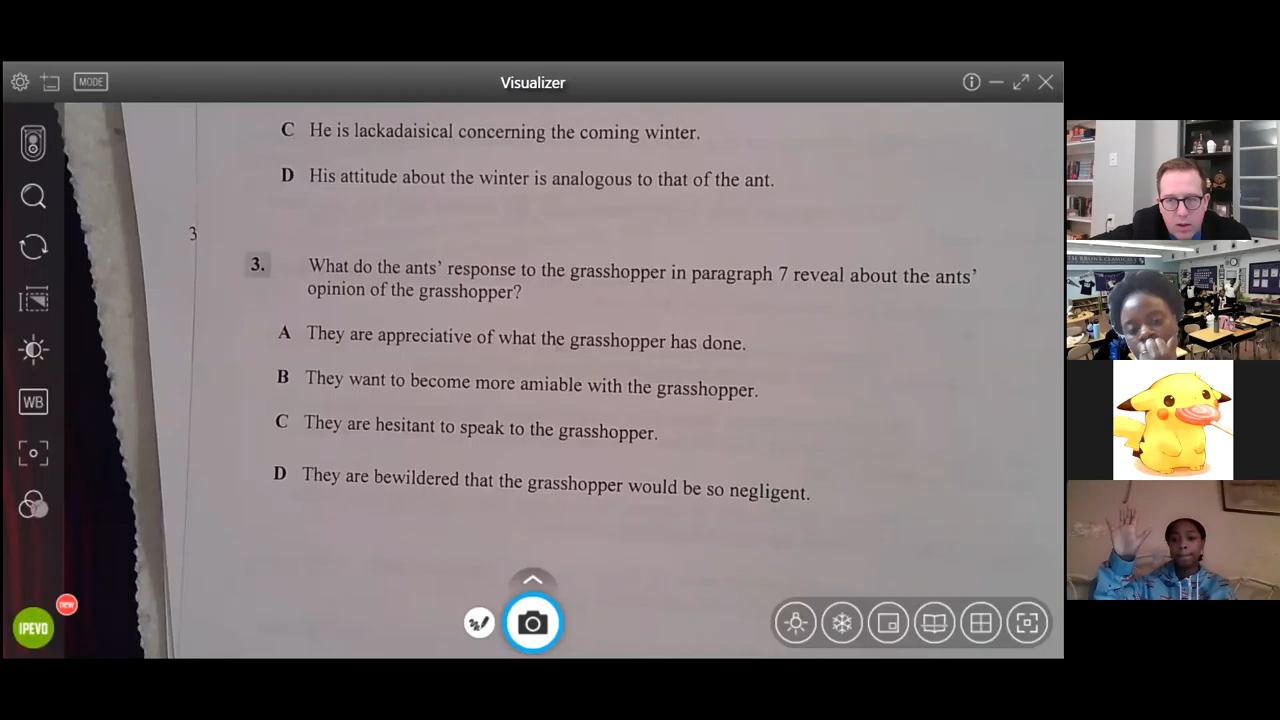 MODE
Visualizer
C He is lackadaisical concerning the coming winter.
D His attitude about the winter is analogous to that of the ant.
3
3. What do the ants' response to the grasshopper in paragraph 7 reveal about the ants'
opinion of the grasshopper?
A They are appreciative of what the grasshopper has done.
B They want to become more amiable with the grasshopper.
C They are hesitant to speak to the grasshopper.
D They are bewildered that the grasshopper would be so negligent.
WB
new
IPEVO